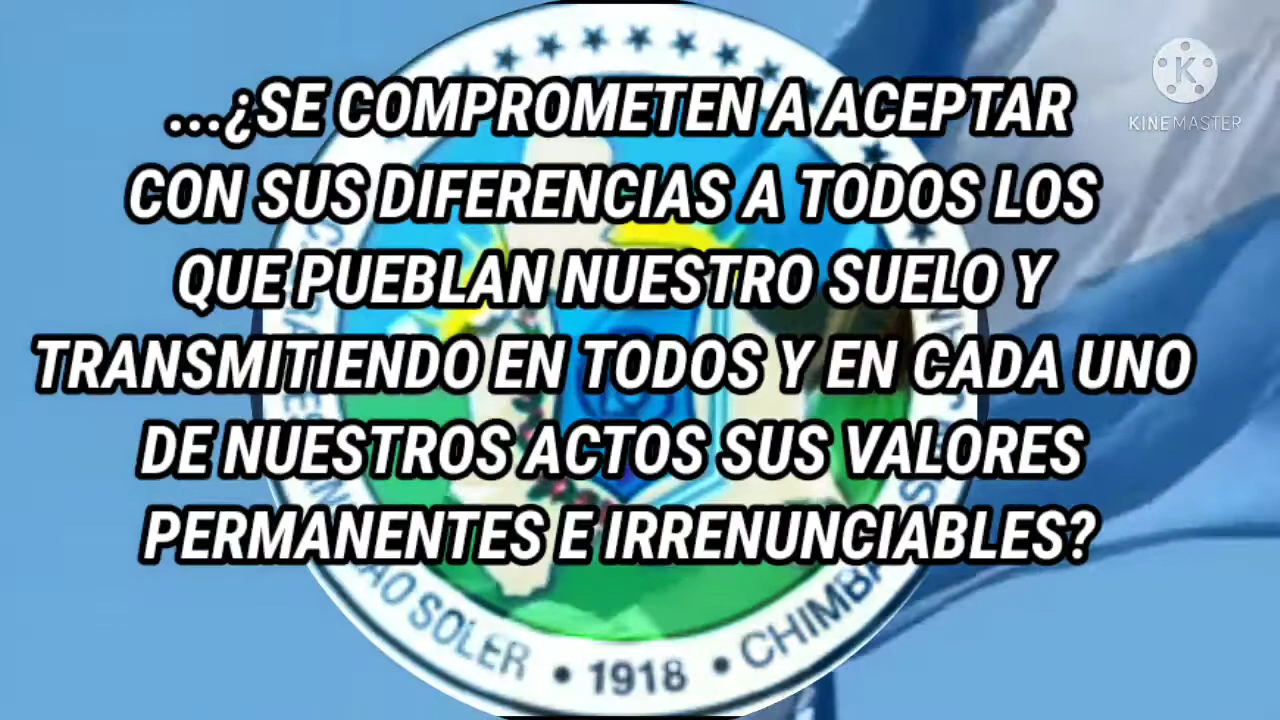 ...¿SE COMPROMETEN A ACEPTAR
CON SUS DIFERENCIAS A TODOS LOS
QUE PUEBLAN NUESTRO SUELO Y
TRANSMITIENDO EN TODOS Y EN CADA UNO
DE NUESTROS ACTOS SUS VALORES
PERMANENTES E IRRENUNCIABLES?
K
KINEMASTER
SOLER • 1918 •